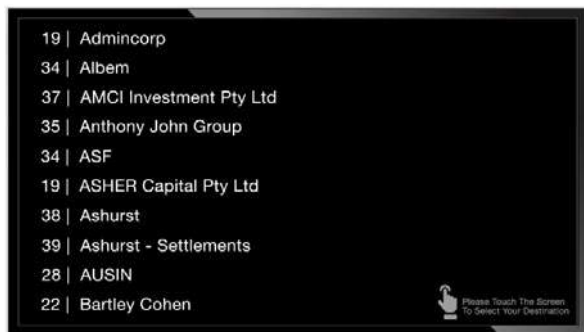 19 | Admincorp
34 | Albem
37 | AMCI Investment Pty Ltd
35 | Anthony John Group
34 | ASF
19 | ASHER Capital Pty Ltd
38 | Ashurst
39 | Ashurst - Settlements
28 | AUSIN
22 | Bartley Cohen
Please Touch The Screen
To Select Your Destination